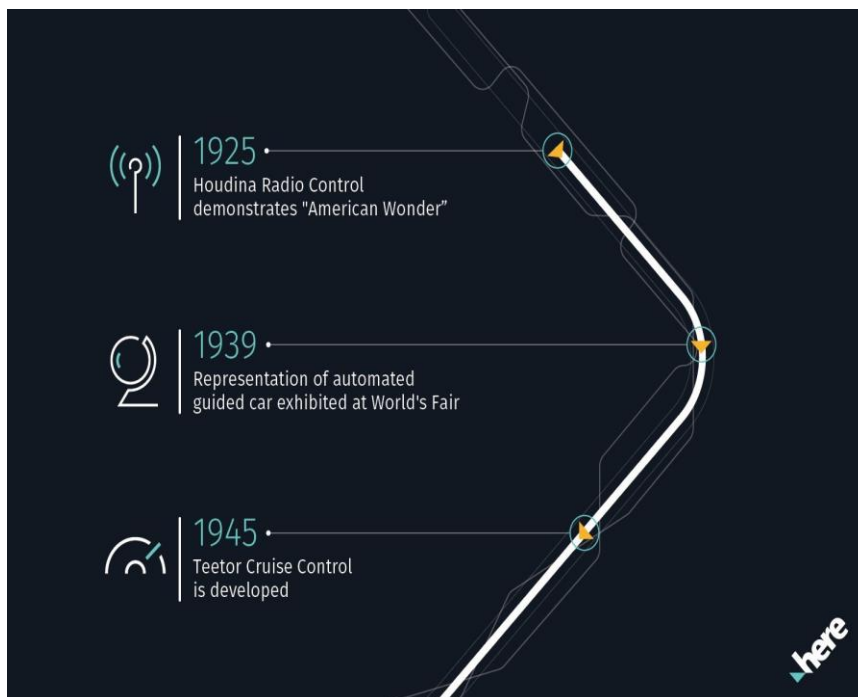 1925
Houdina Radio Control
demonstrates "American Wonder”
1939
Representation of automated
guided car exhibited at World's Fair
1945
Teetor Cruise Control
is developed
here